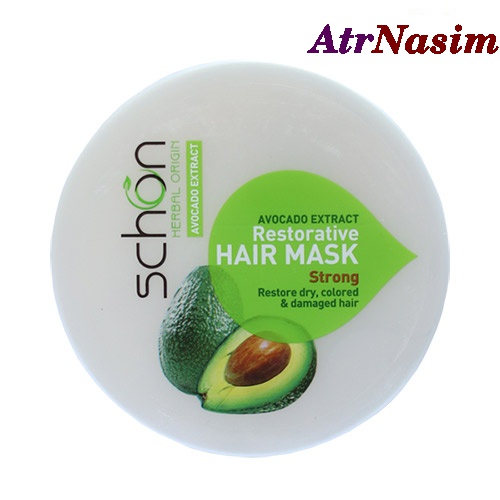 AtrNasim
schön
HERBAL ORIGIN
AVOCADO EXTRACT
AVOCADO EXTRACT
Restorative
HAIR MASK
Strong
Restore dry, colored
& damaged hair